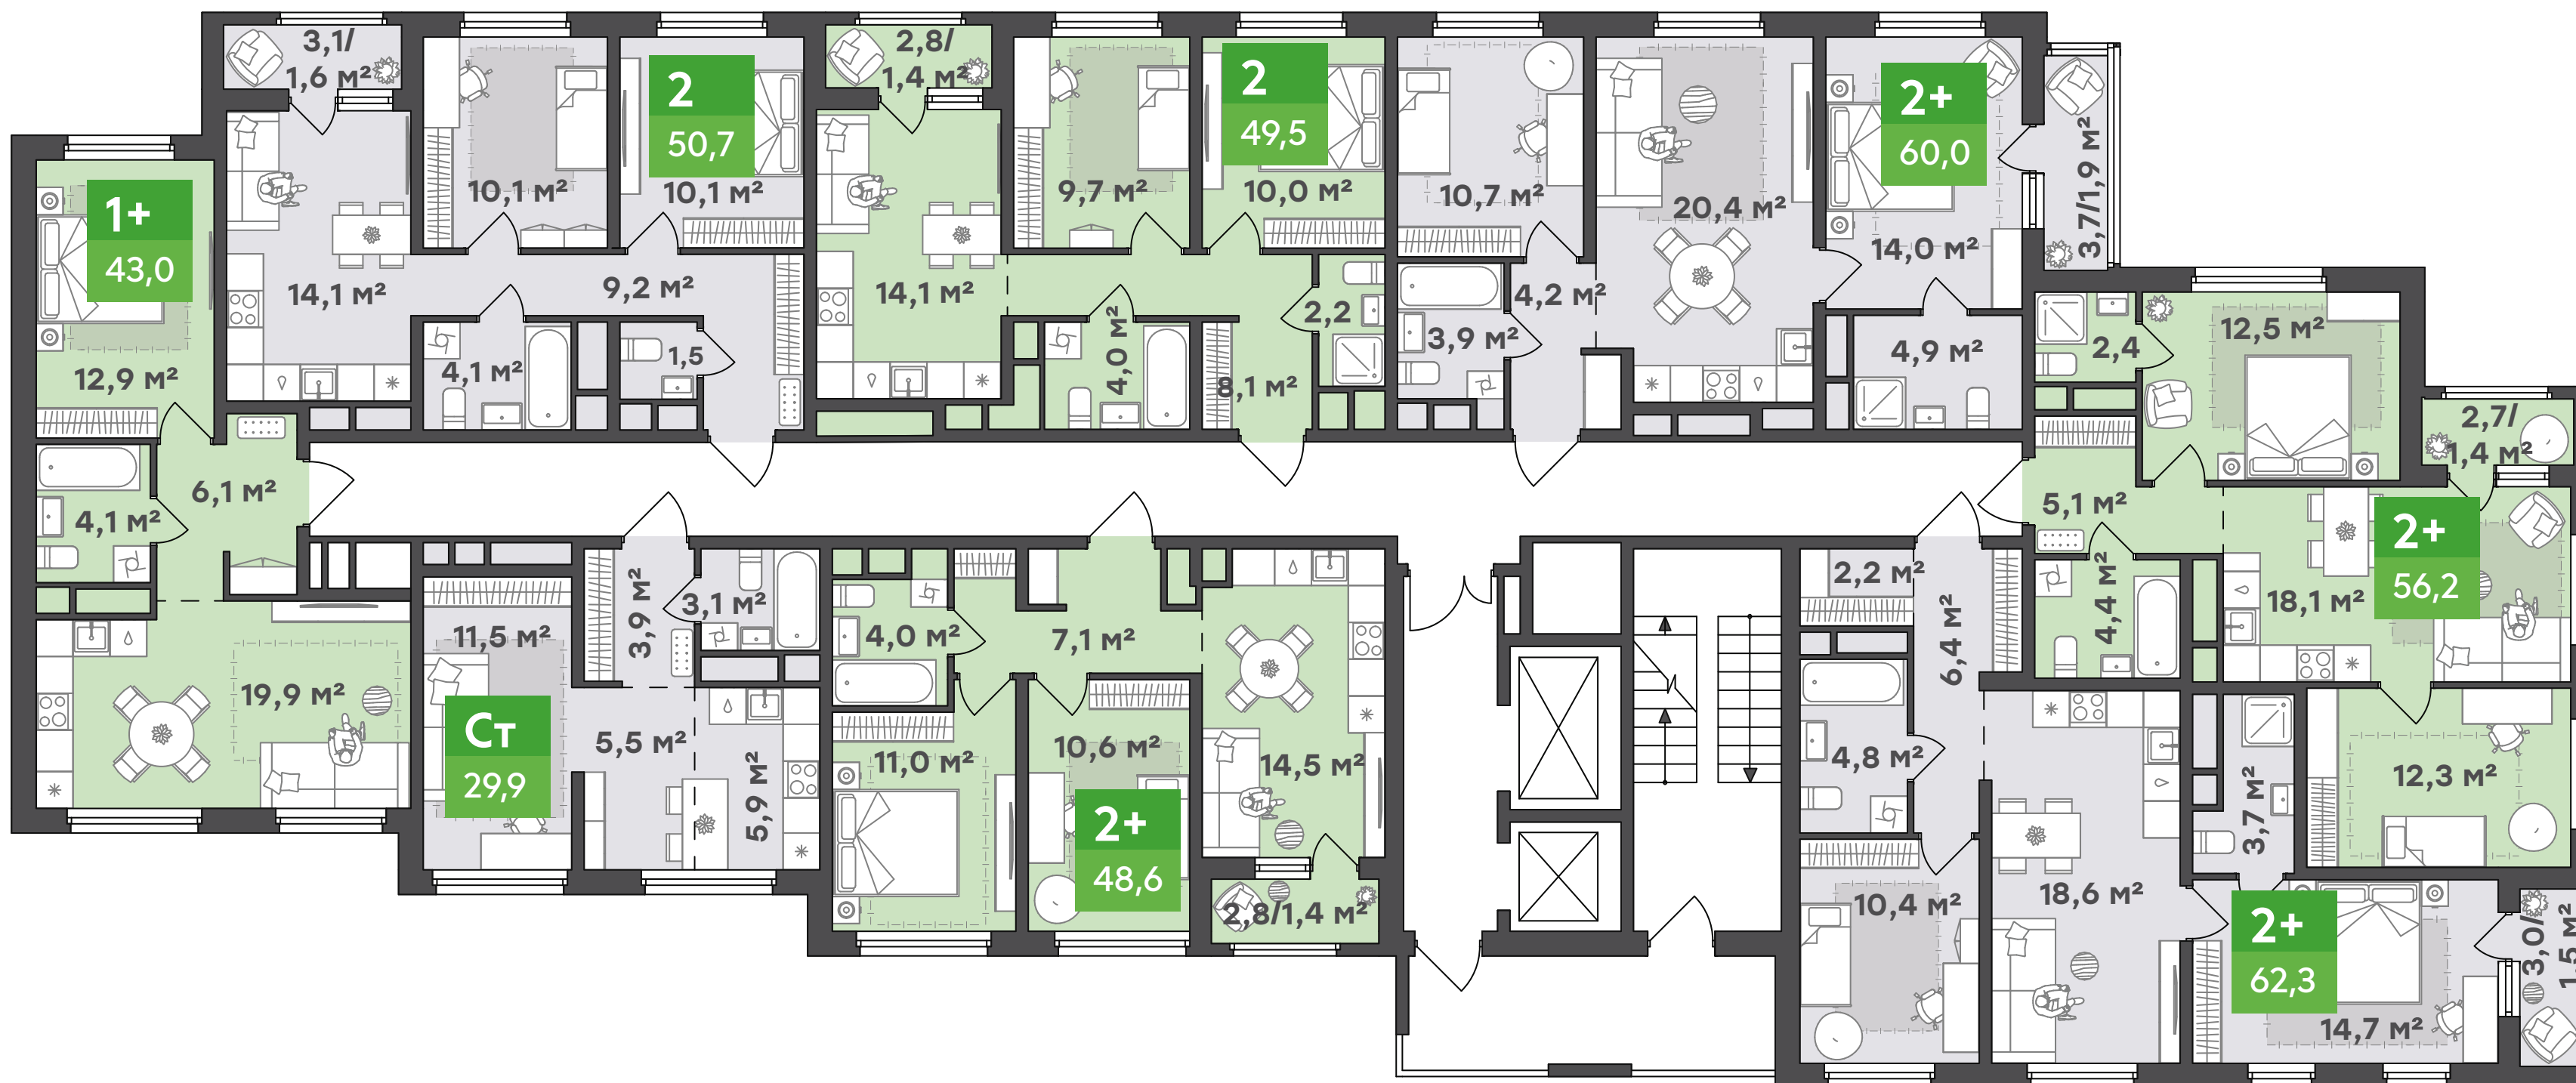 3,1/
1,6 м²
14,1 м²
10,1 м²
2
50,7
10,1 м²
9,2 м²
4,1 м²
1,5
2,8/
1,4 м²
14,1 м²
9,7 м²
2
49,5
10,0 м²
2,2
4,0 м²
8,1 м²
10,7 м²
20,4 м²
2+
60,0
14,0 м²
3,7/1,9 м²
4,2 м²
3,9 м²
4,9 м²
1+
43,0
12,9 м²
4,1 м²
6,1 м²
19,9 м²
12,5 м²
2,4
2,7/
1,4 м²
5,1 м²
4,4 м²
2+
56,2
18,1 м²
12,3 м²
11,5 м²
Ст
29,9
3,9 м²
3,1 м²
5,5 м²
5,9 м²
4,0 м²
7,1 м²
11,0 м²
10,6 м²
2+
48,6
14,5 м²
2,8/1,4 м²
2,2 м²
6,4 м²
4,8 м²
10,4 м²
18,6 м²
3,7 м²
2+
62,3
14,7 м²
3,0/
1,5 м²